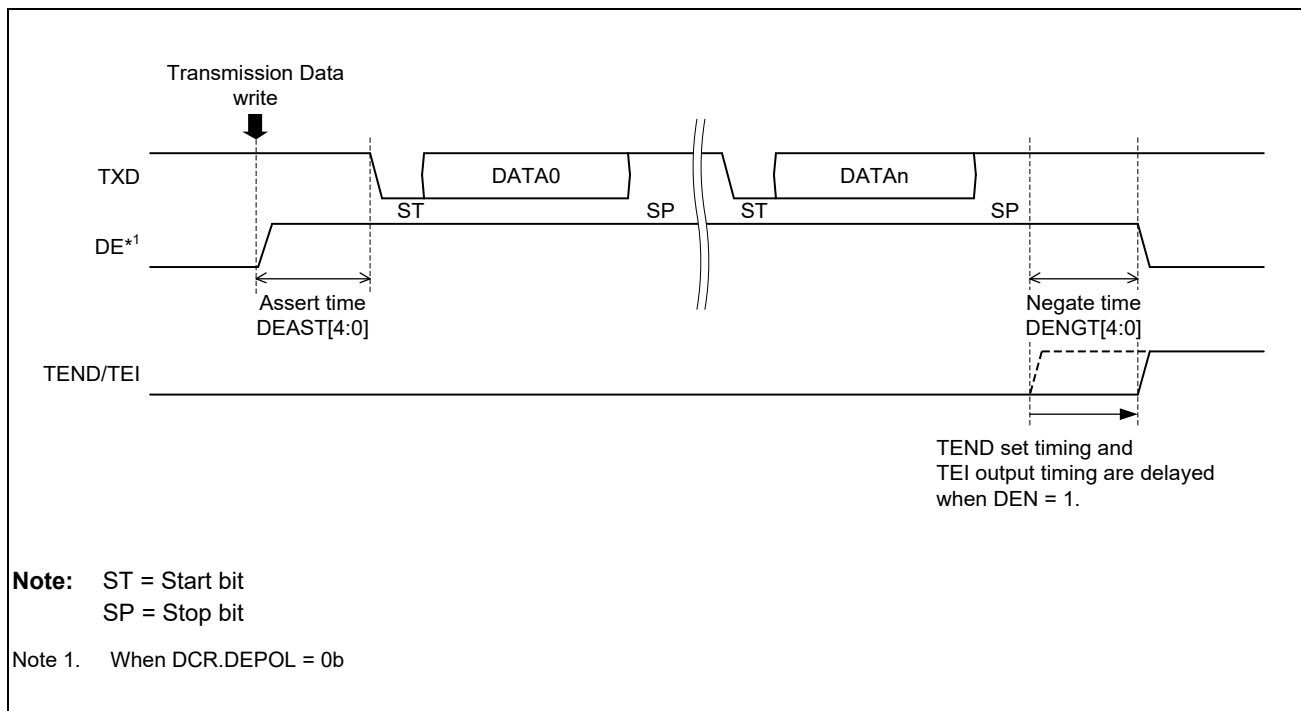 Transmission Data
write
TXD
DATA0
DATAn
ST
SP
ST
SP
DE*1
Assert time
DEAST[4:0]
Negate time
DENGT[4:0]
TEND/TEI
TEND set timing and
TEI output timing are delayed
when DEN = 1.
Note: ST = Start bit
SP = Stop bit
Note 1. When DCR.DEPOL = 0b